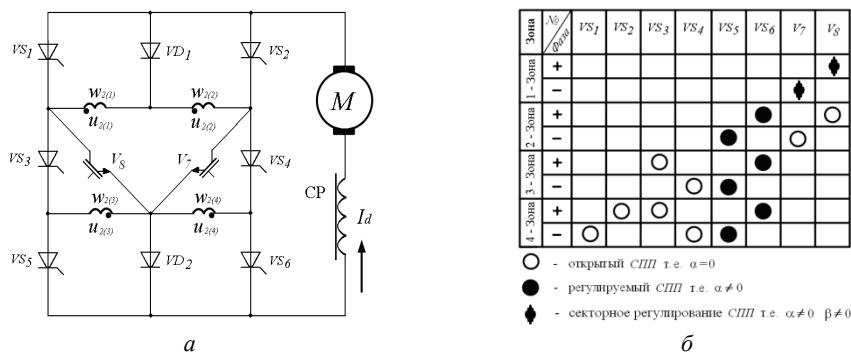 VS1
VD1
VS2
w2(1)
w2(2)
u2(1)
u2(2)
M
VS3
V8
V7
VS4
w2(3)
w2(4)
u2(3)
u2(4)
СР
Id
VS5
VD2
VS6
а
Зона
№
Фаза
VS1 VS2 VS3 VS4 VS5 VS6 V7 V8
1 - Зона
+
−
2 - Зона
+
−
3 - Зона
+
−
4 - Зона
+
−
- открытый СПП т.е. α=0
- регулируемый СПП т.е. α ≠ 0
- секторное регулирование СПП т.е. α ≠ 0 β ≠ 0
б